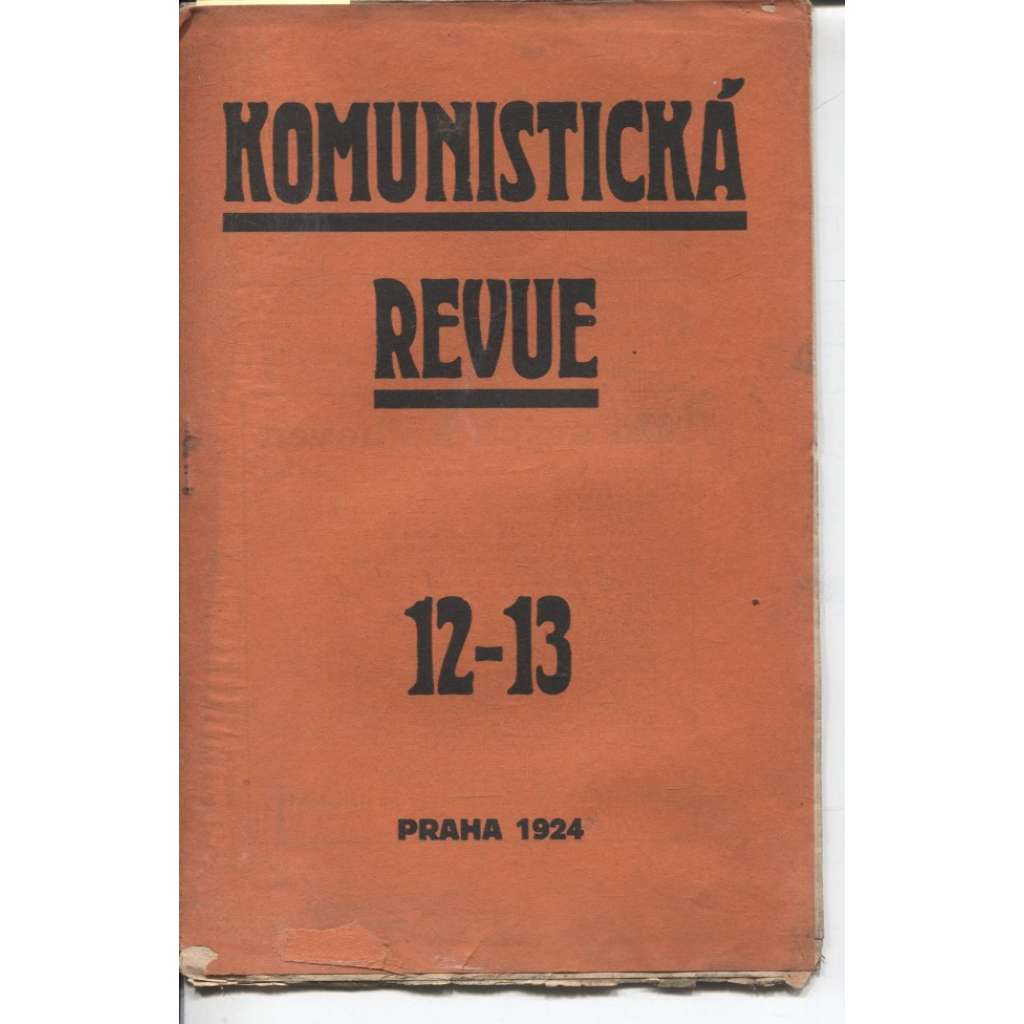 KOMUNISTICKÁ
REVUE
12-13
PRAHA 1924